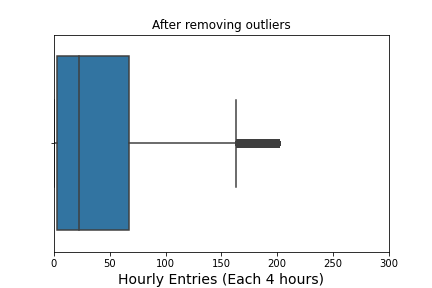 After removing outliers
0 50 100 150 200 250 300
Hourly Entries (Each 4 hours)